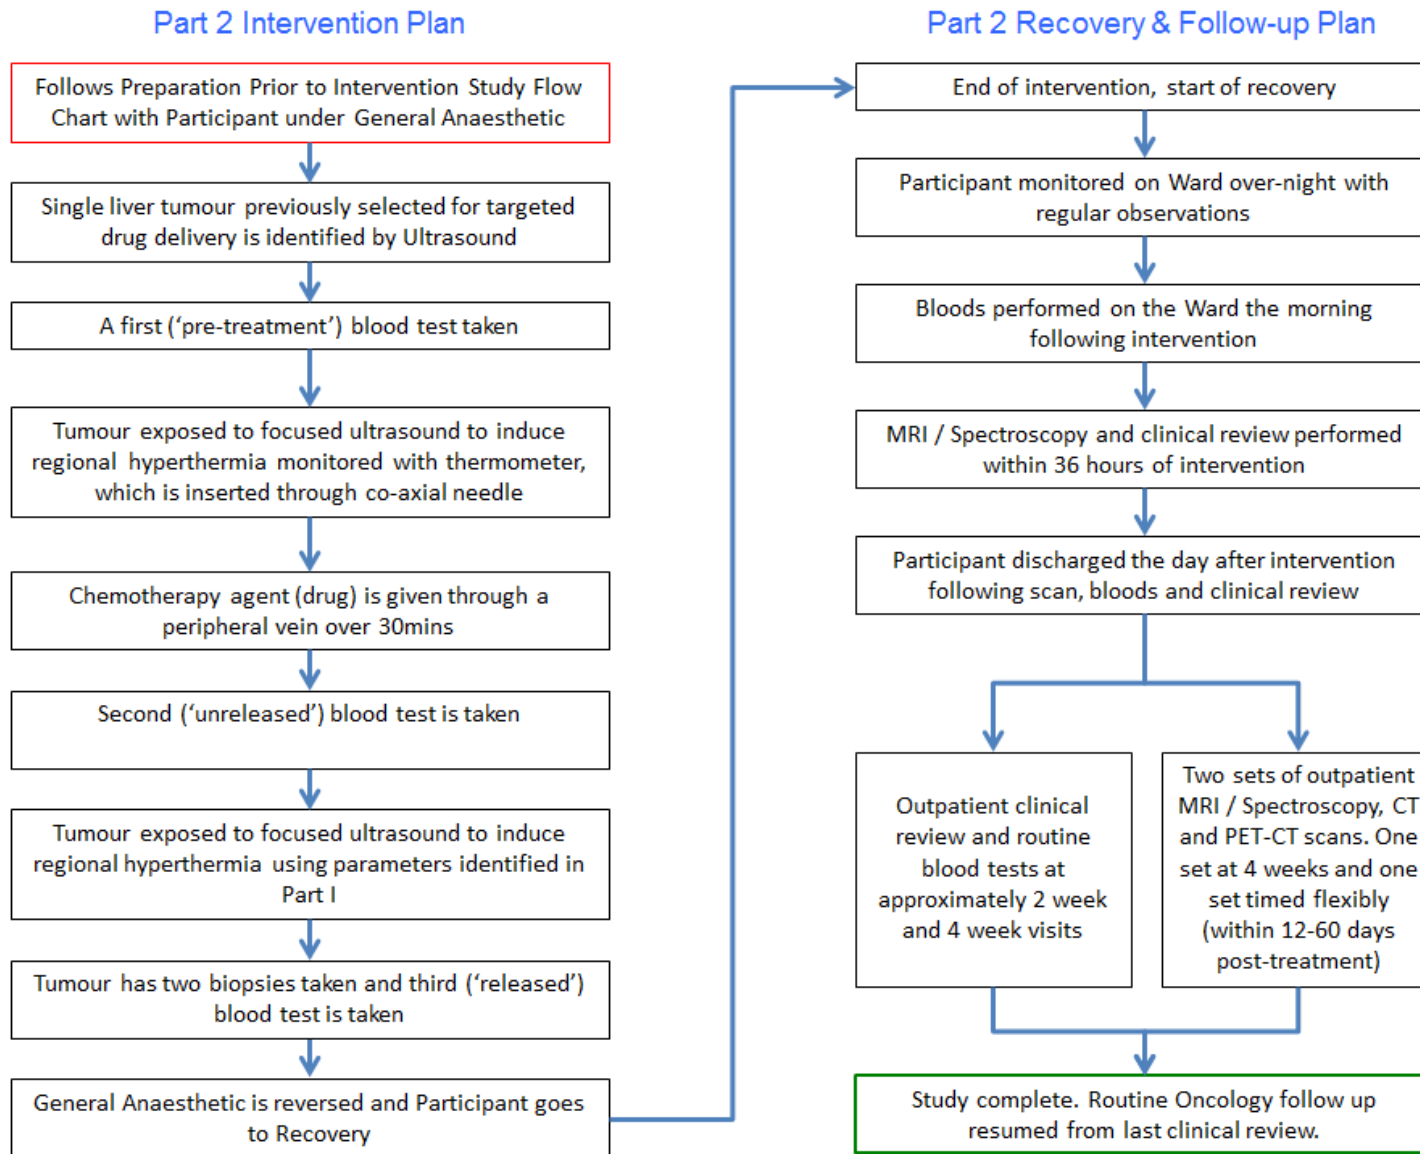 Part 2 Intervention Plan
Follows Preparation Prior to Intervention Study Flow
Chart with Participant under General Anaesthetic
Single liver tumour previously selected for targeted
drug delivery is identified by Ultrasound
A first (‘pre-treatment’) blood test taken
Tumour exposed to focused ultrasound to induce
regional hyperthermia monitored with thermometer,
which is inserted through co-axial needle
Chemotherapy agent (drug) is given through a
peripheral vein over 30mins
Second (‘unreleased’) blood test is taken
Tumour exposed to focused ultrasound to induce
regional hyperthermia using parameters identified in
Part I
Tumour has two biopsies taken and third (‘released’)
blood test is taken
General Anaesthetic is reversed and Participant goes
to Recovery
Part 2 Recovery & Follow-up Plan
End of intervention, start of recovery
Participant monitored on Ward over-night with
regular observations
Bloods performed on the Ward the morning
following intervention
MRI / Spectroscopy and clinical review performed
within 36 hours of intervention
Participant discharged the day after intervention
following scan, bloods and clinical review
Outpatient clinical
review and routine
blood tests at
approximately 2 week
and 4 week visits
Two sets of outpatient
MRI / Spectroscopy, CT
and PET-CT scans. One
set at 4 weeks and one
set timed flexibly
(within 12-60 days
post-treatment)
Study complete. Routine Oncology follow up
resumed from last clinical review.